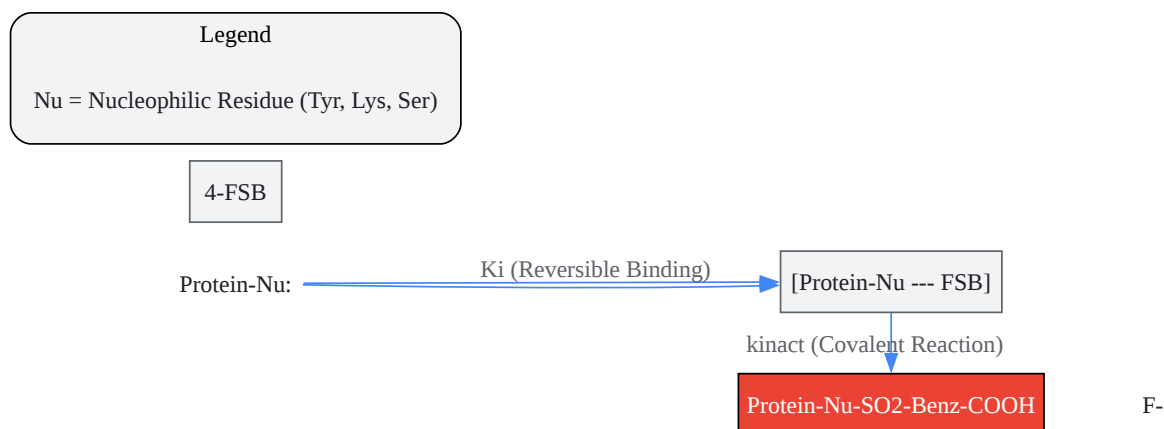 Legend
Nu = Nucleophilic Residue (Tyr, Lys, Ser)
4-FSB
Protein-Nu:
Ki (Reversible Binding)
[Protein-Nu --- FSB]
kinact (Covalent Reaction)
Protein-Nu-SO2-Benz-COOH
F-